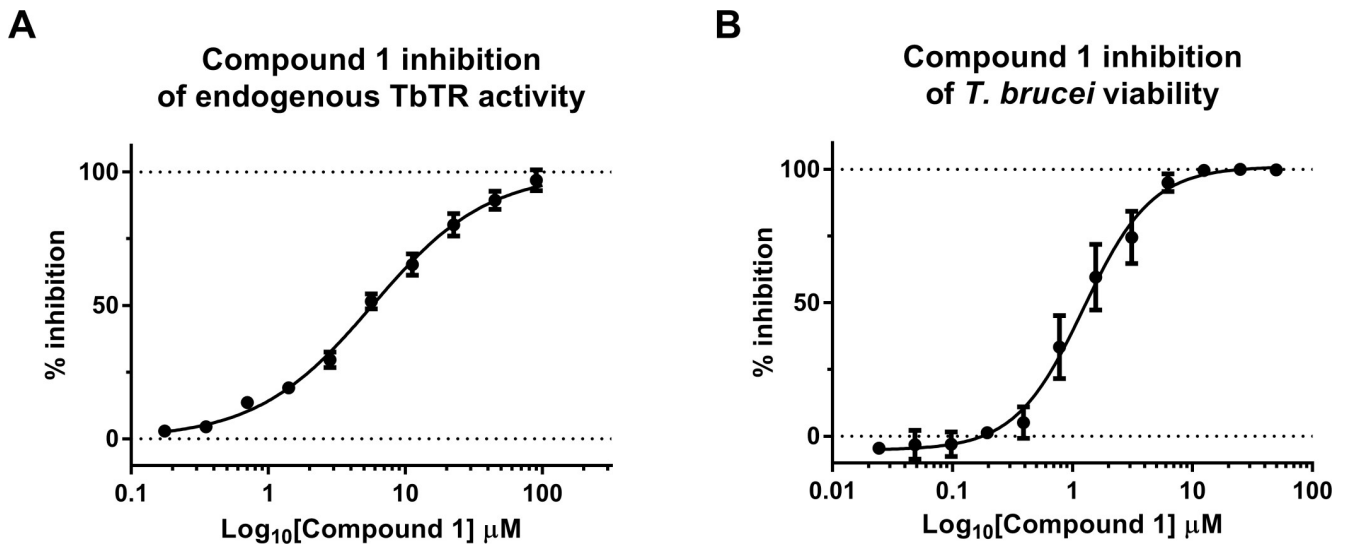 A
Compound 1 inhibition
of endogenous TbTR activity
% inhibition
100
50
0
0.1 1 10 100
Log10[Compound 1] μM
B
Compound 1 inhibition
of T. brucei viability
% inhibition
100
50
0
0.01 0.1 1 10 100
Log10[Compound 1] μM